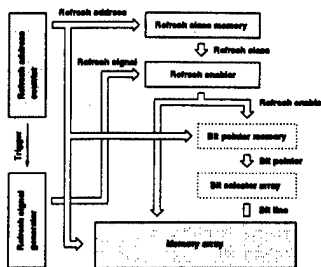 Refresh address
Refresh class memory
Refresh class
Refresh address
counter
Refresh signal
Refresh enabler
Refresh enable
Trigger
Bit pointer memory
Bit pointer
Refresh signal
generator
Bit selector array
Bit line
Memory array